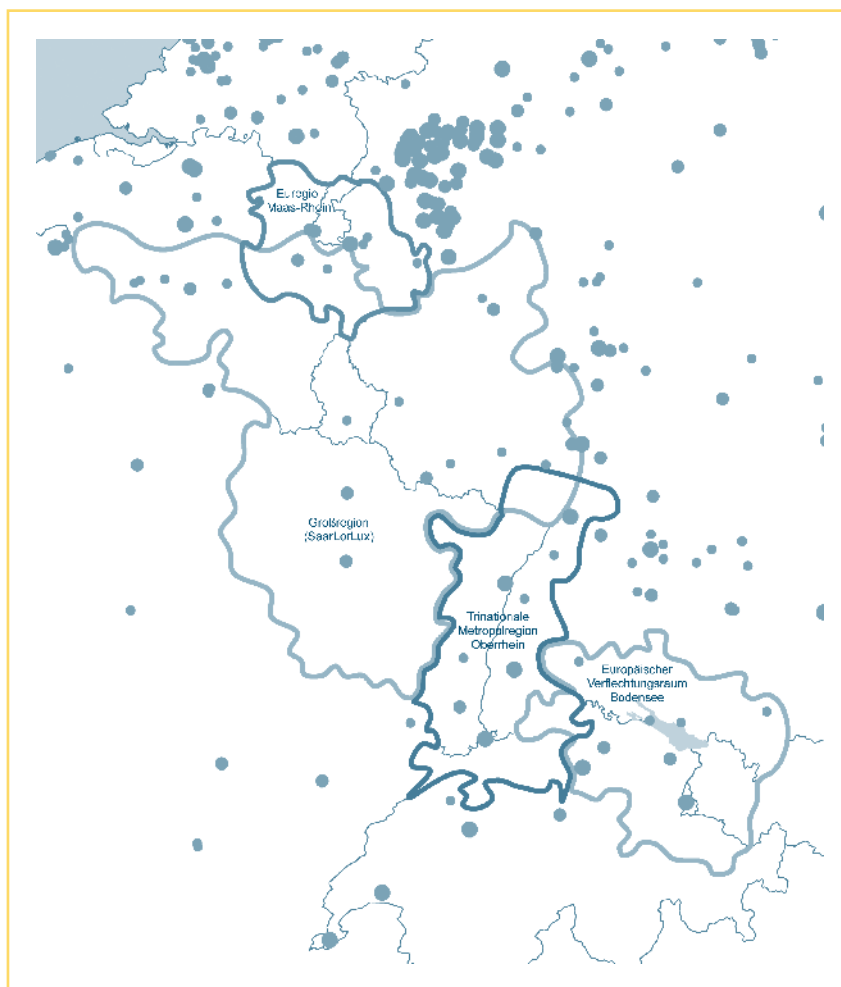 Euregio
Maas-Rhein
Großregion
(SaarLorLux)
Trinationale
Metropolregion
Oberrhein
Europäischer
Verflechtungsraum
Bodensee